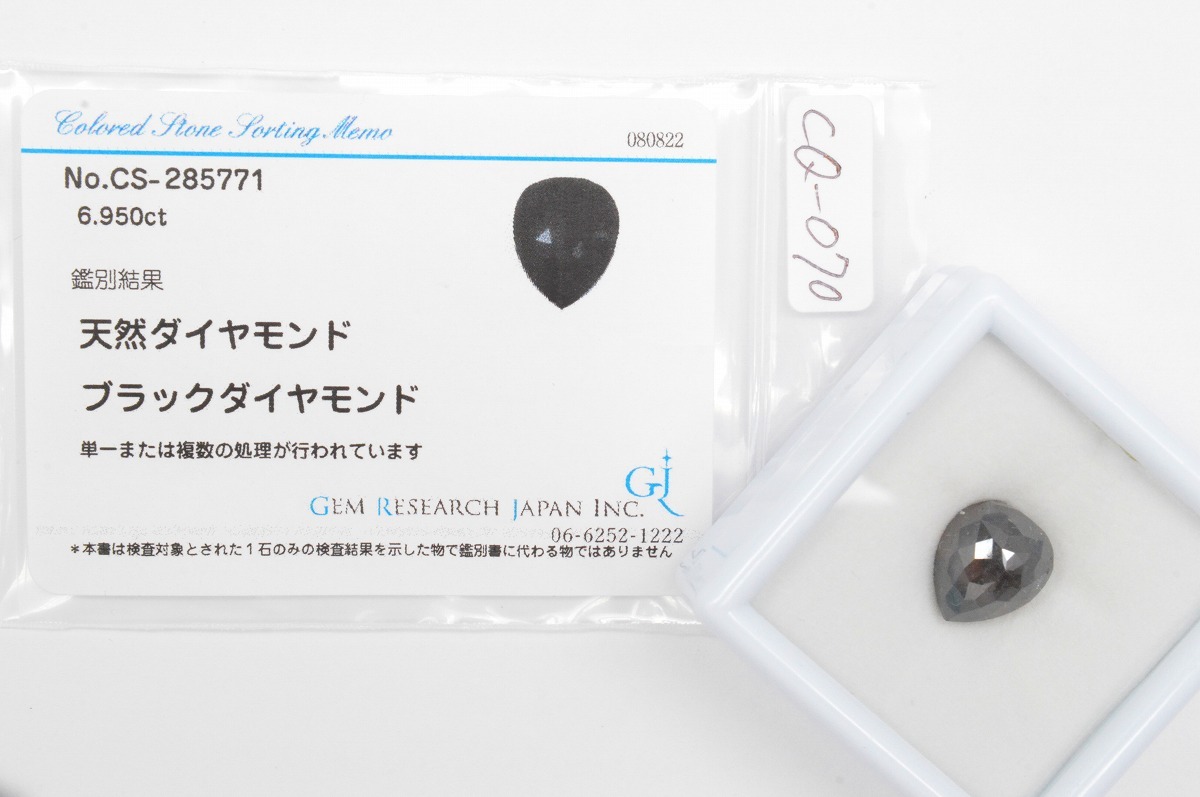 Colored Stone Sorting Memo
080822
No.CS-285771
6.950ct
鑑別結果
天然ダイヤモンド
ブラックダイヤモンド
単一または複数の処理が行われています
GJ
GEM RESEARCH JAPAN INC.
06-6252-1222
*本書は検査対象とされた1石のみの検査結果を示した物で鑑別書に代わる物ではありません
CQ-070